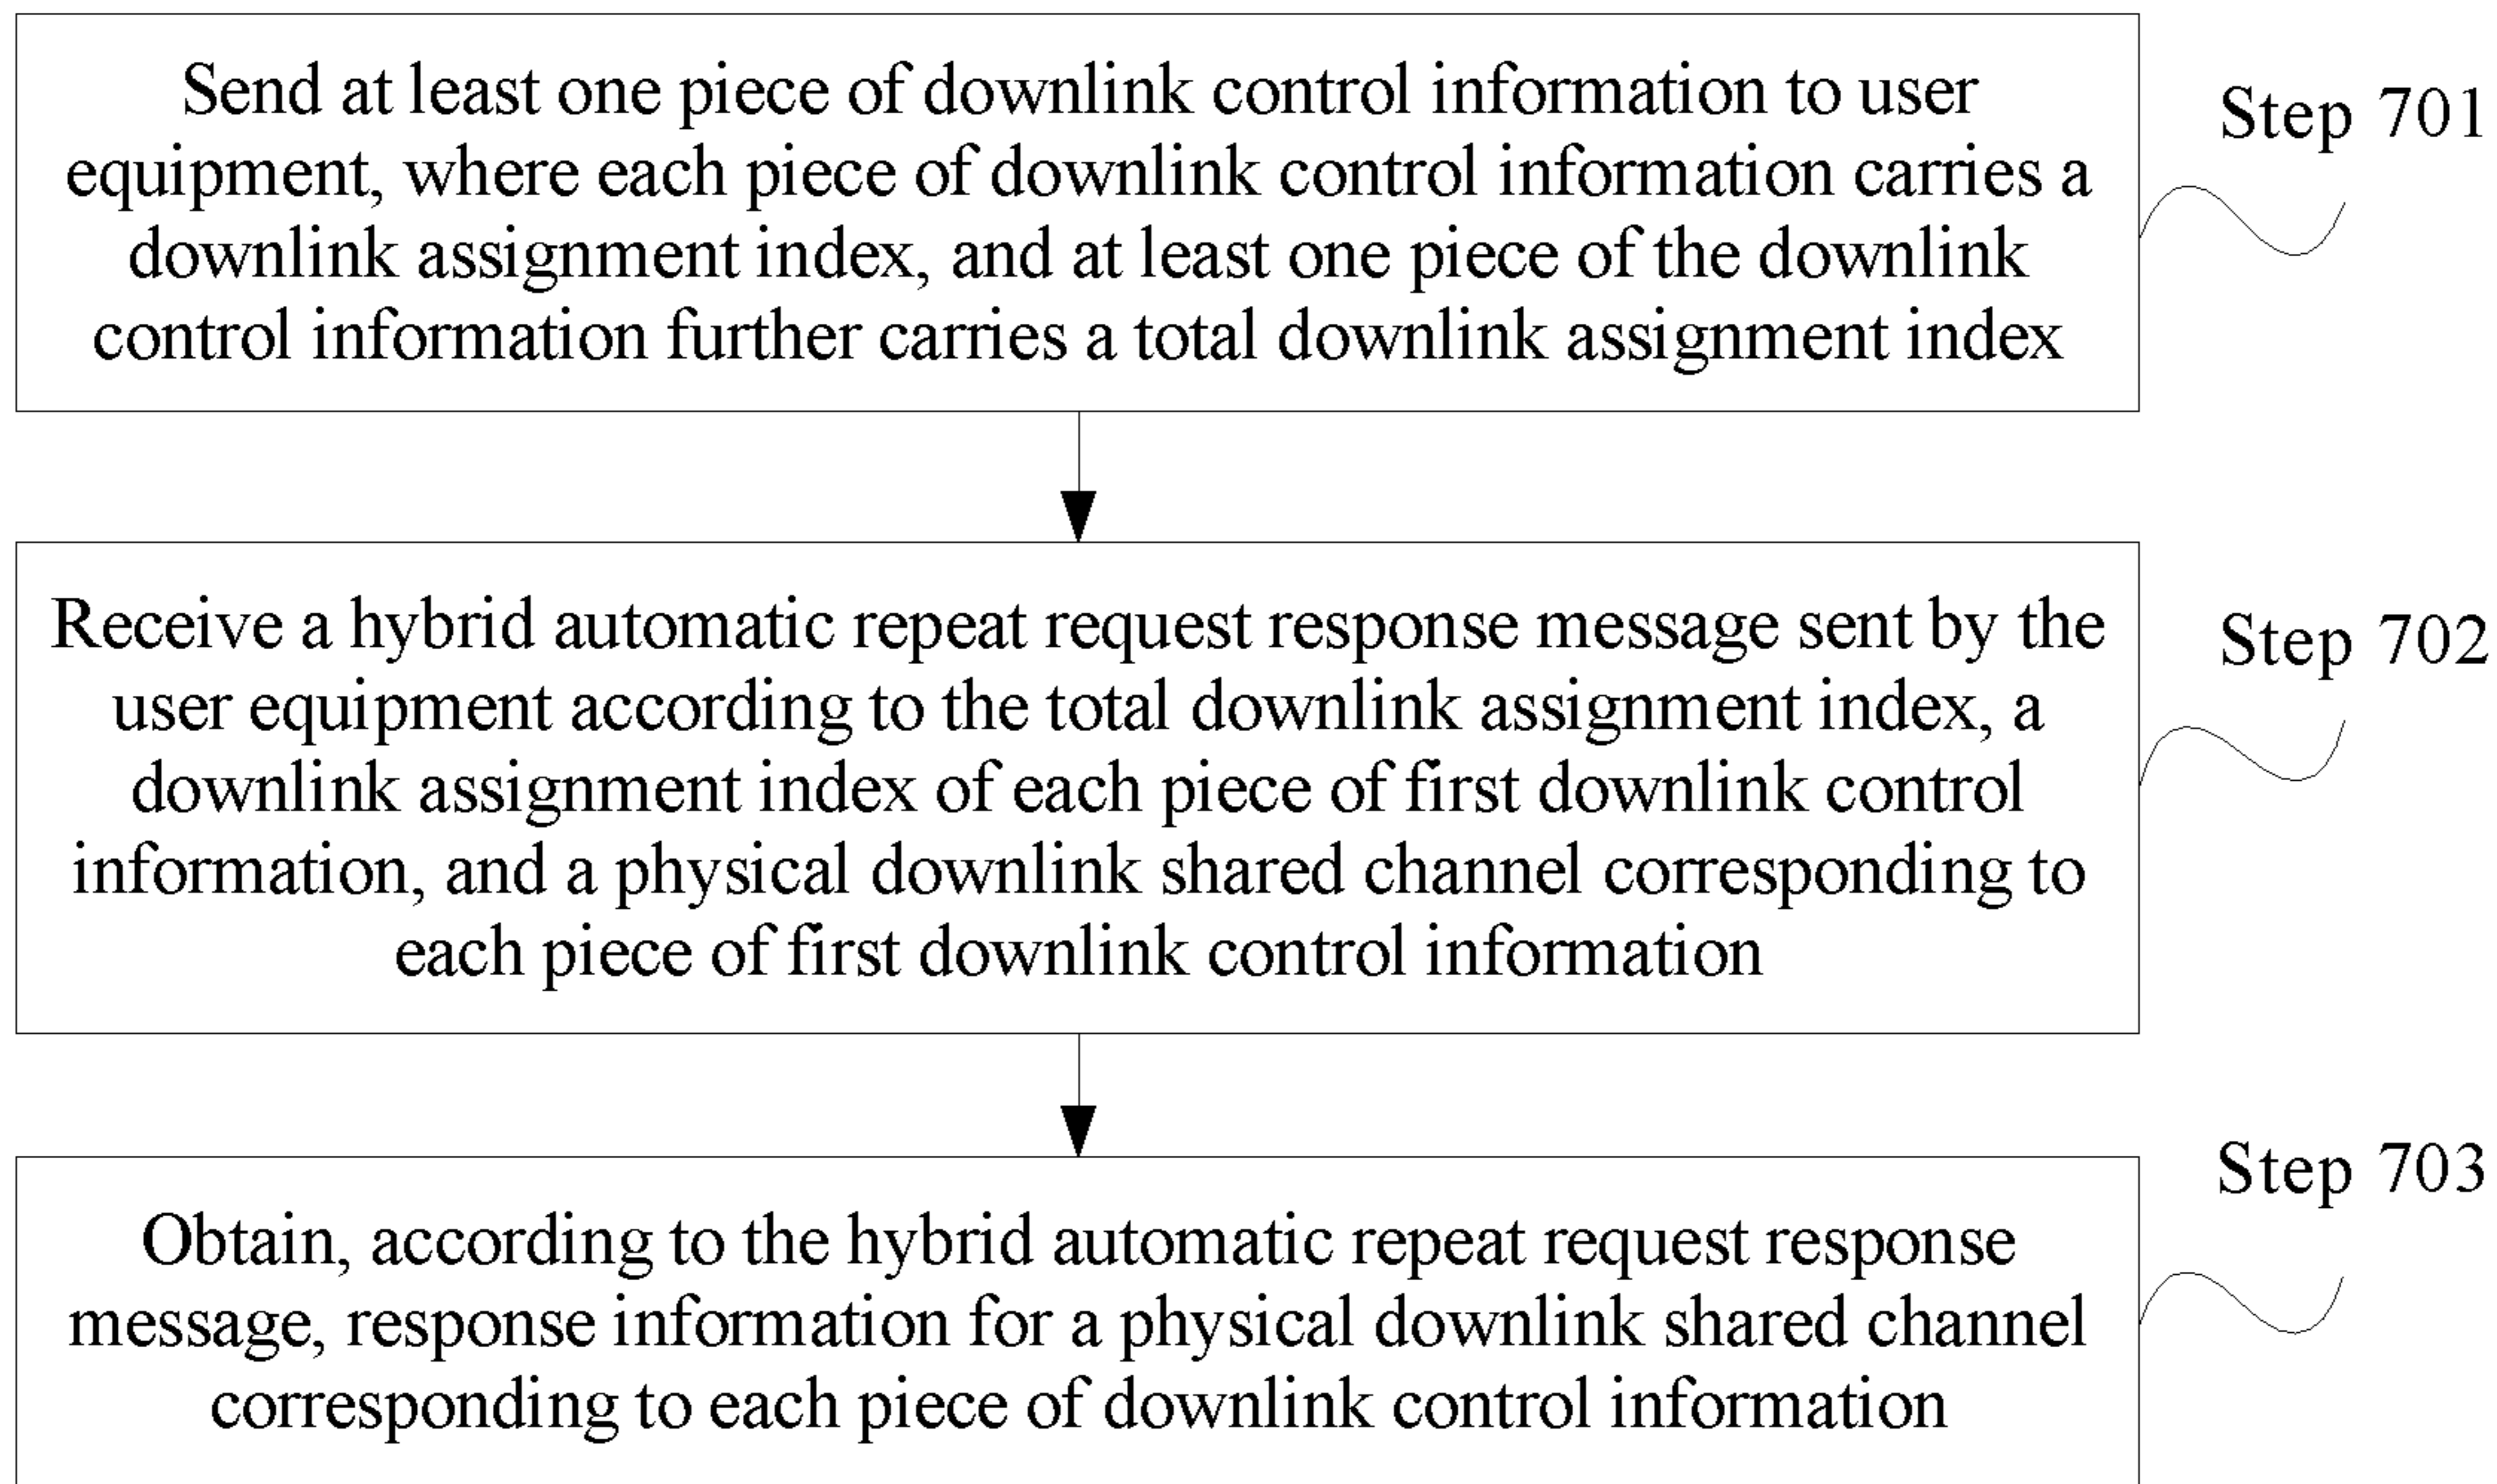 Send at least one piece of downlink control information to user
equipment, where each piece of downlink control information carries a
downlink assignment index, and at least one piece of the downlink
control information further carries a total downlink assignment index
Step 701
Receive a hybrid automatic repeat request response message sent by the
user equipment according to the total downlink assignment index, a
downlink assignment index of each piece of first downlink control
information, and a physical downlink shared channel corresponding to
each piece of first downlink control information
Step 702
Obtain, according to the hybrid automatic repeat request response
message, response information for a physical downlink shared channel
corresponding to each piece of downlink control information
Step 703